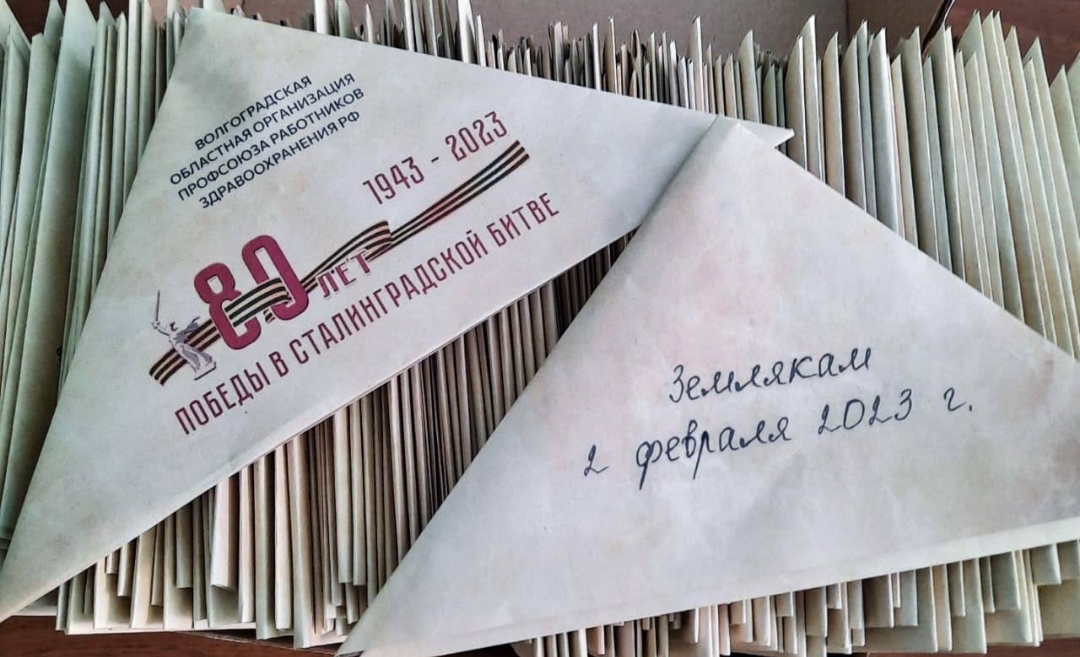 ВОЛГОГРАДСКАЯ
ОБЛАСТНАЯ ОРГАНИЗАЦИЯ
ПРОФСОЮЗА РАБОТНИКОВ
ЗДРАВООХРАНЕНИЯ РФ
1943 - 2023
80 ЛЕТ
ПОБЕДЫ В СТАЛИНГРАДСКОЙ БИТВЕ
Землякам
2 февраля 2023 г.